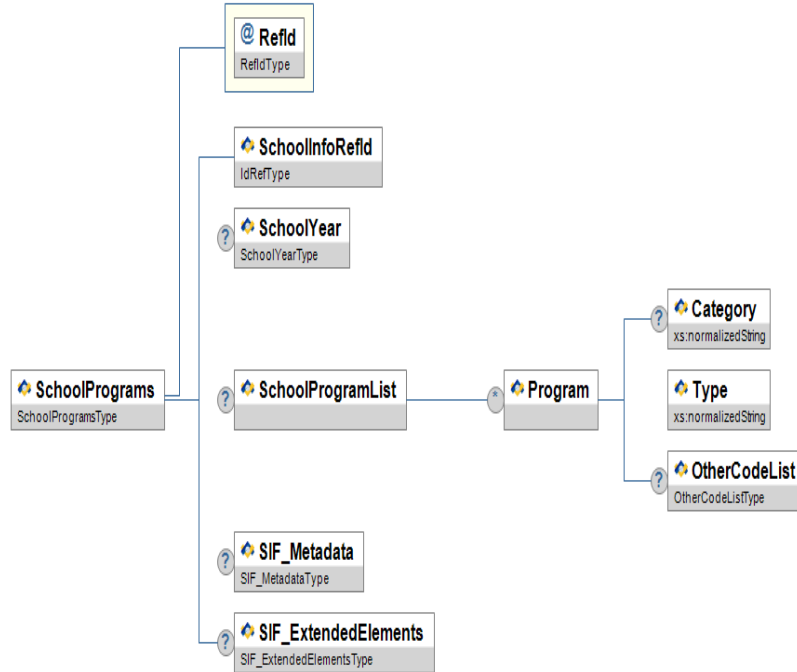 @ RefId
RefIdType
SchoolInfoRefId
IdRefType
? SchoolYear
SchoolYearType
? Category
xs:normalizedString
SchoolPrograms
SchoolProgramsType
? SchoolProgramList
* Program
Type
xs:normalizedString
? OtherCodeList
OtherCodeListType
? SIF_Metadata
SIF_MetadataType
? SIF_ExtendedElements
SIF_ExtendedElementsType